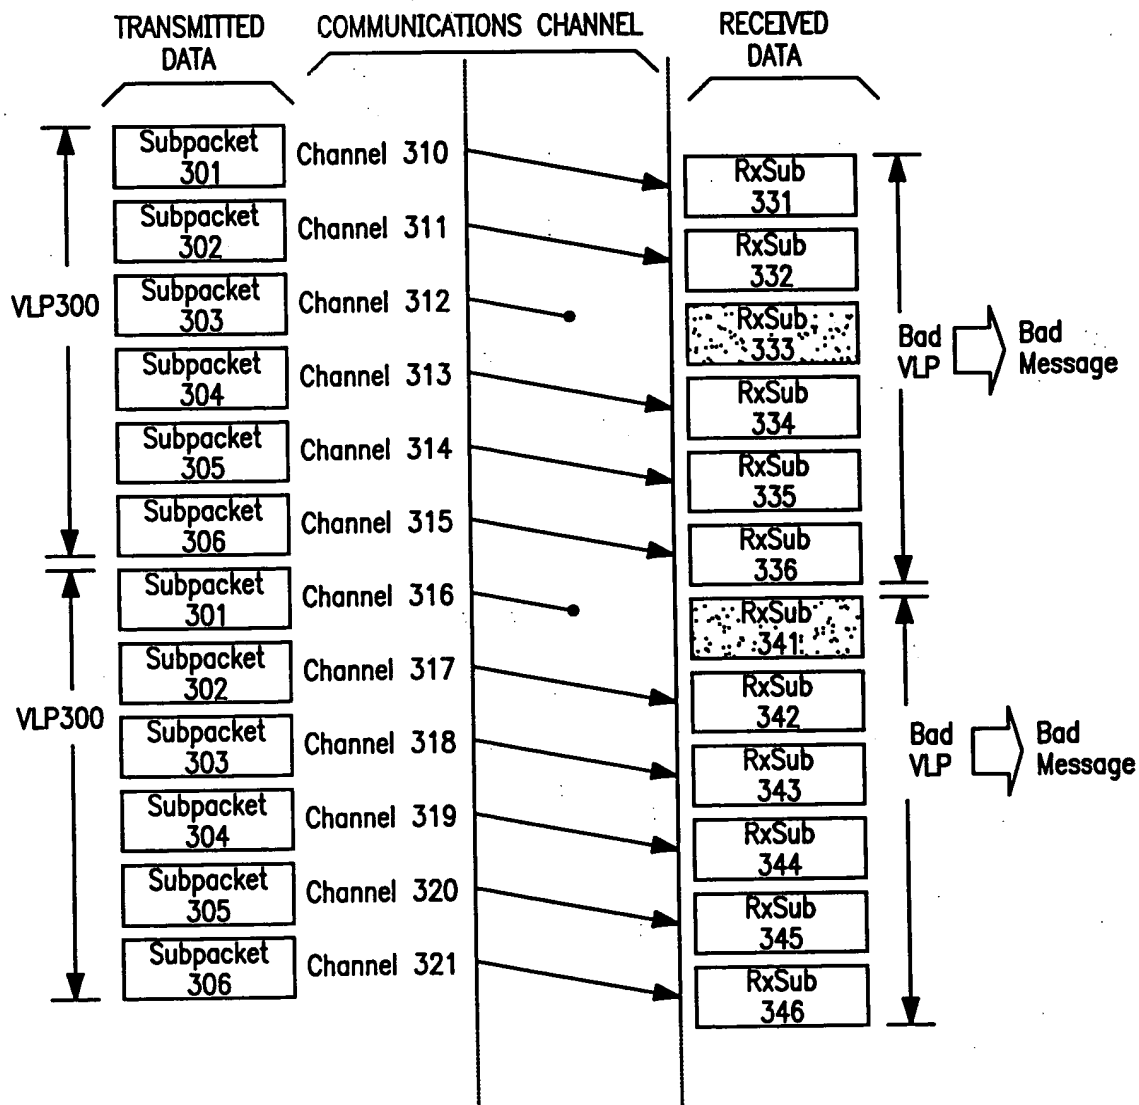 TRANSMITTED
DATA
COMMUNICATIONS CHANNEL
RECEIVED
DATA
VLP300
Subpacket
301
Channel 310
RxSub
331
Subpacket
302
Channel 311
RxSub
332
Subpacket
303
Channel 312
RxSub
333
Subpacket
304
Channel 313
RxSub
334
Subpacket
305
Channel 314
RxSub
335
Subpacket
306
Channel 315
RxSub
336
Bad
VLP
Bad
Message
VLP300
Subpacket
301
Channel 316
RxSub
341
Subpacket
302
Channel 317
RxSub
342
Subpacket
303
Channel 318
RxSub
343
Subpacket
304
Channel 319
RxSub
344
Subpacket
305
Channel 320
RxSub
345
Subpacket
306
Channel 321
RxSub
346
Bad
VLP
Bad
Message